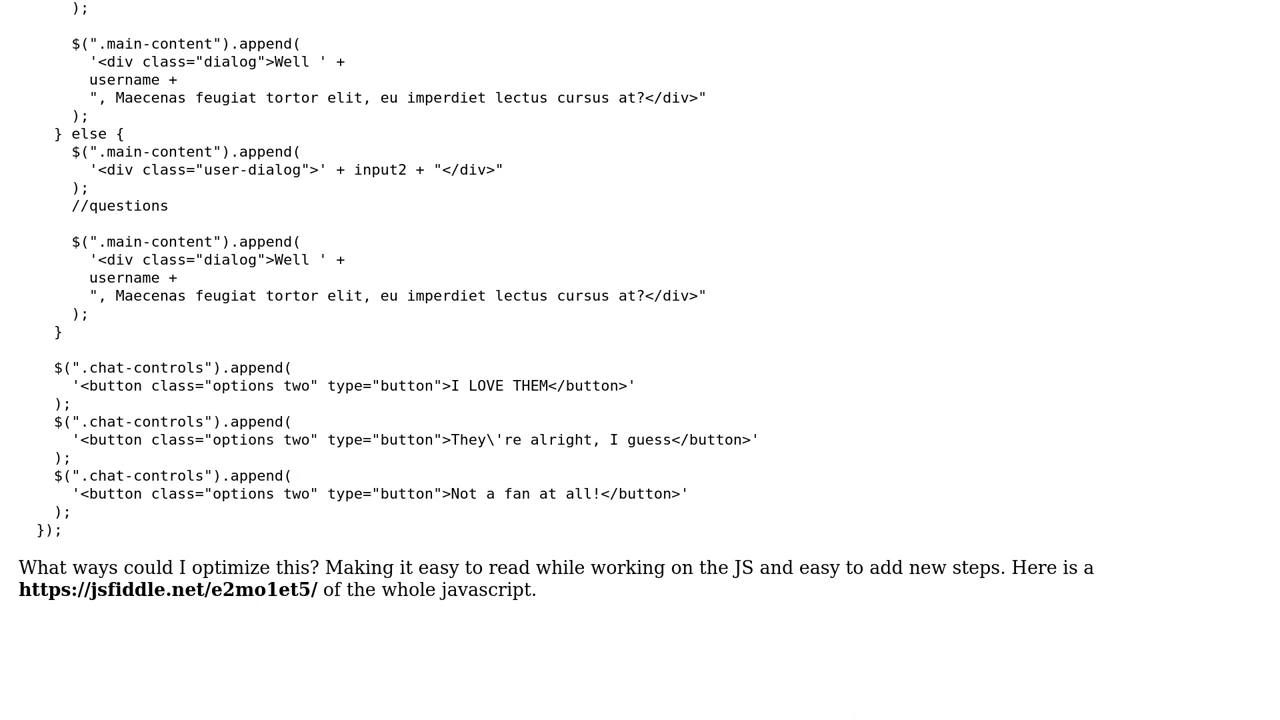 );
$(".main-content").append(
'<div class="dialog">Well ' +
username +
", Maecenas feugiat tortor elit, eu imperdiet lectus cursus at?</div>"
);
} else {
$(".main-content").append(
'<div class="user-dialog">' + input2 + "</div>"
);
//questions
$(".main-content").append(
'<div class="dialog">Well ' +
username +
", Maecenas feugiat tortor elit, eu imperdiet lectus cursus at?</div>"
);
}
$(".chat-controls").append(
'<button class="options two" type="button">I LOVE THEM</button>'
);
$(".chat-controls").append(
'<button class="options two" type="button">They\'re alright, I guess</button>'
);
$(".chat-controls").append(
'<button class="options two" type="button">Not a fan at all!</button>'
);
});
What ways could I optimize this? Making it easy to read while working on the JS and easy to add new steps. Here is a
https://jsfiddle.net/e2mo1et5/ of the whole javascript.